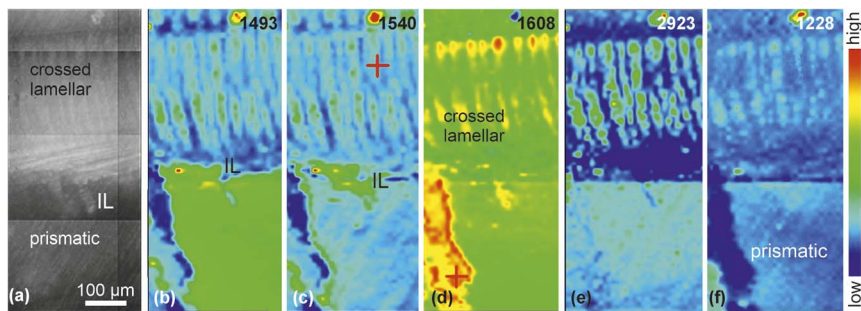 1493
1540
1608
2923
1228
high
crossed
lamellar
crossed
lamellar
IL
IL
IL
prismatic
prismatic
100 µm
(a)
(b)
(c)
(d)
(e)
(f)
low